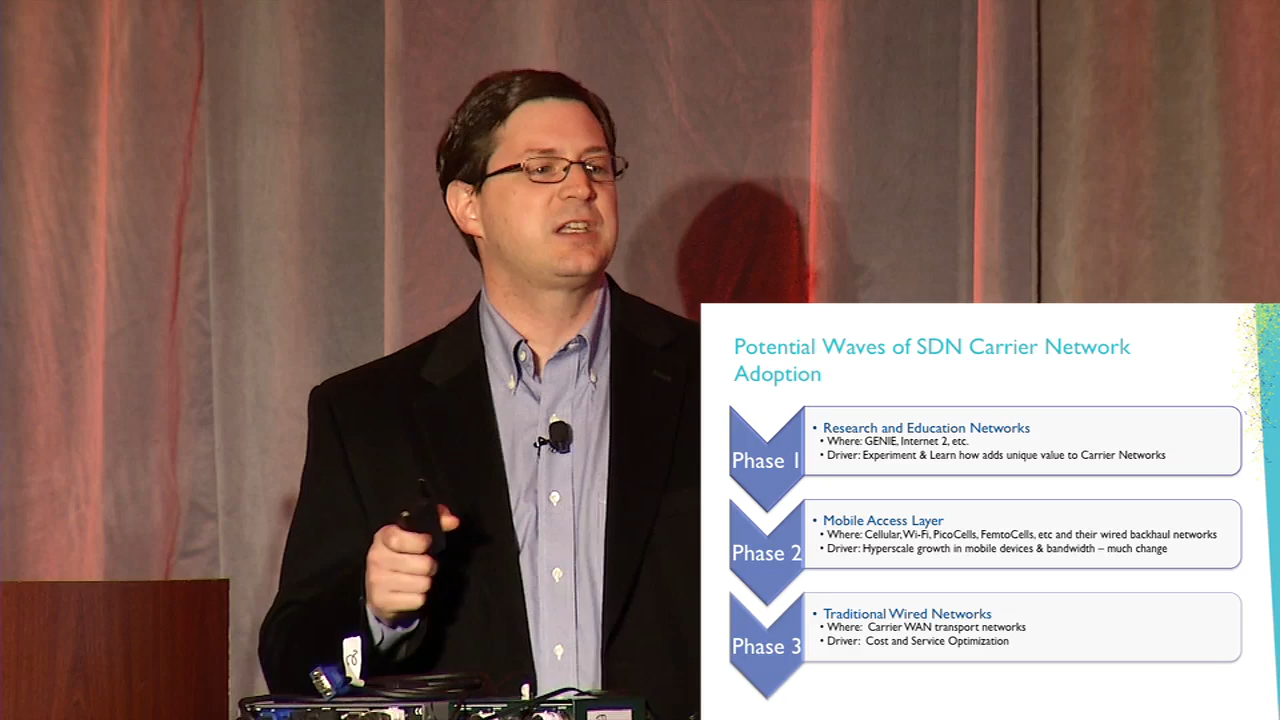 Potential Waves of SDN Carrier Network
Adoption
Phase 1
• Research and Education Networks
• Where: GENIE, Internet 2, etc.
• Driver: Experiment & Learn how adds unique value to Carrier Networks
Phase 2
• Mobile Access Layer
• Where: Cellular, Wi-Fi, PicoCells, FemtoCells, etc and their wired backhaul networks
• Driver: Hyperscale growth in mobile devices & bandwidth – much change
Phase 3
• Traditional Wired Networks
• Where: Carrier WAN transport networks
• Driver: Cost and Service Optimization